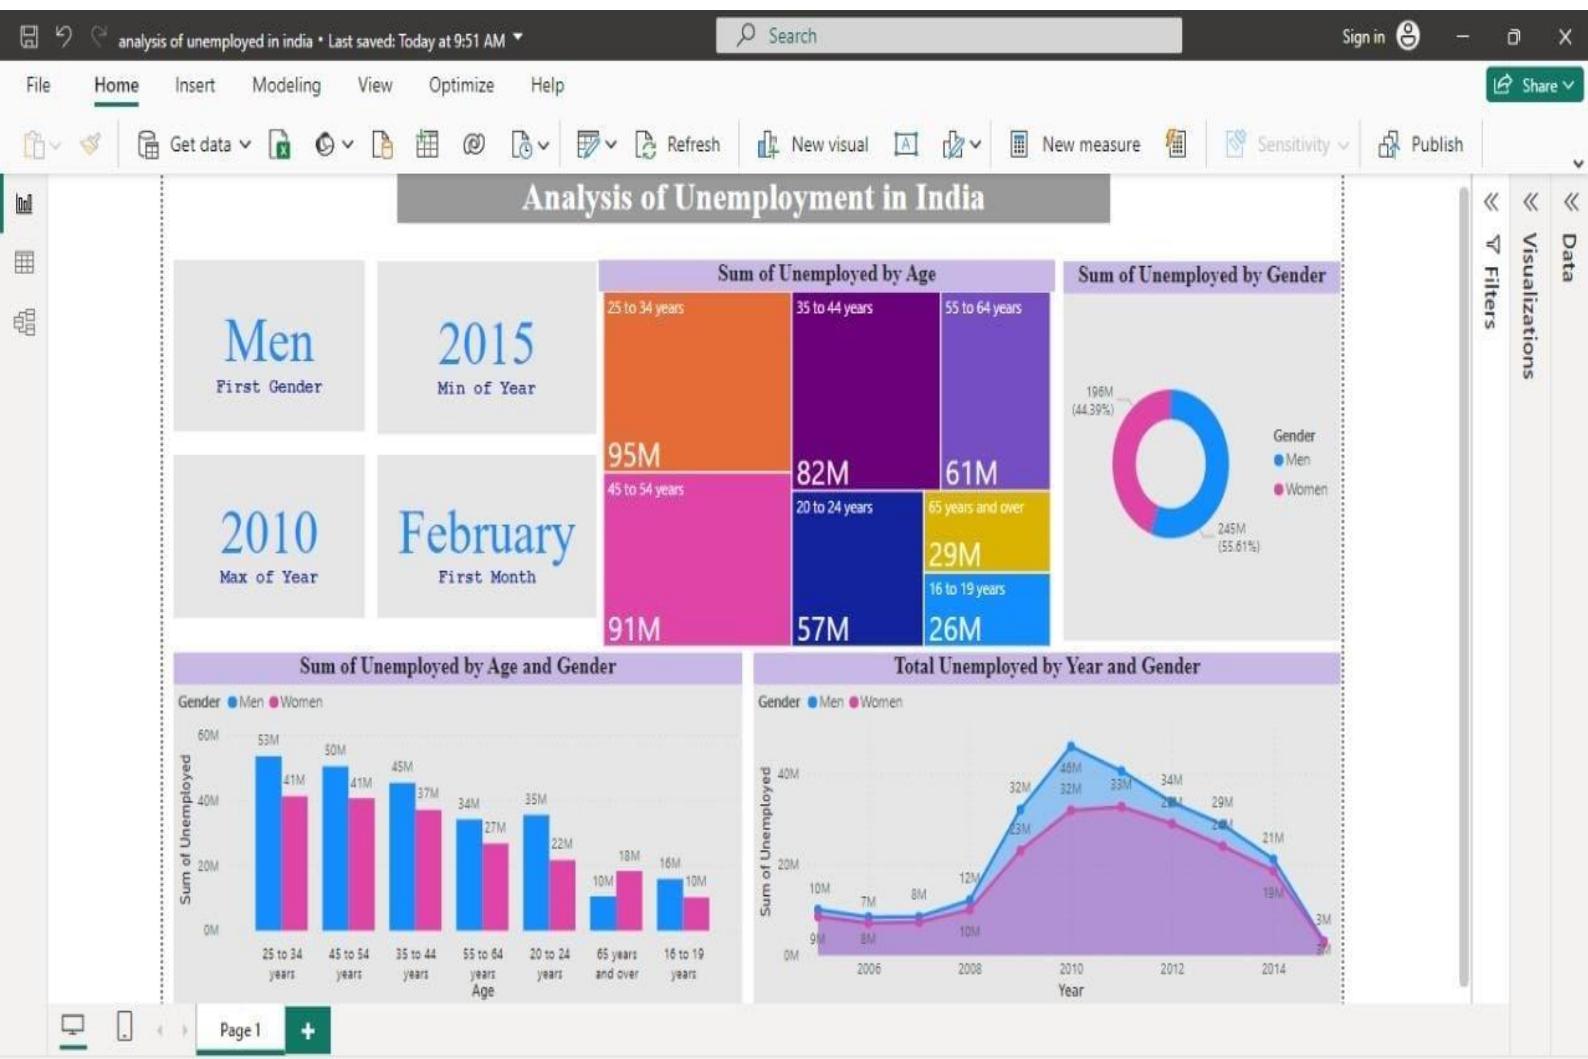 analysis of unemployed in india • Last saved: Today at 9:51 AM
Search
Sign in
File Home Insert Modeling View Optimize Help
Share
Get data
Refresh
New visual
A
New measure
Sensitivity
Publish
Analysis of Unemployment in India
Men
First Gender
2015
Min of Year
2010
Max of Year
February
First Month
Sum of Unemployed by Age
25 to 34 years
95M
35 to 44 years
82M
55 to 64 years
61M
45 to 54 years
91M
20 to 24 years
57M
65 years and over
29M
16 to 19 years
26M
Sum of Unemployed by Gender
196M
(44.39%)
245M
(55.61%)
Gender
Men
Women
Filters
Visualizations
Data
Sum of Unemployed by Age and Gender
Gender Men Women
Sum of Unemployed
60M
40M
20M
0M
53M
41M
50M
41M
45M
37M
34M
27M
35M
22M
10M
18M
16M
10M
25 to 34 years
45 to 54 years
35 to 44 years
55 to 64 years
20 to 24 years
65 years and over
16 to 19 years
Age
Total Unemployed by Year and Gender
Gender Men Women
Sum of Unemployed
40M
20M
0M
10M
9M
7M
8M
8M
12M
10M
32M
23M
46M
32M
33M
34M
29M
21M
19M
3M
2006 2008 2010 2012 2014
Year
Page 1